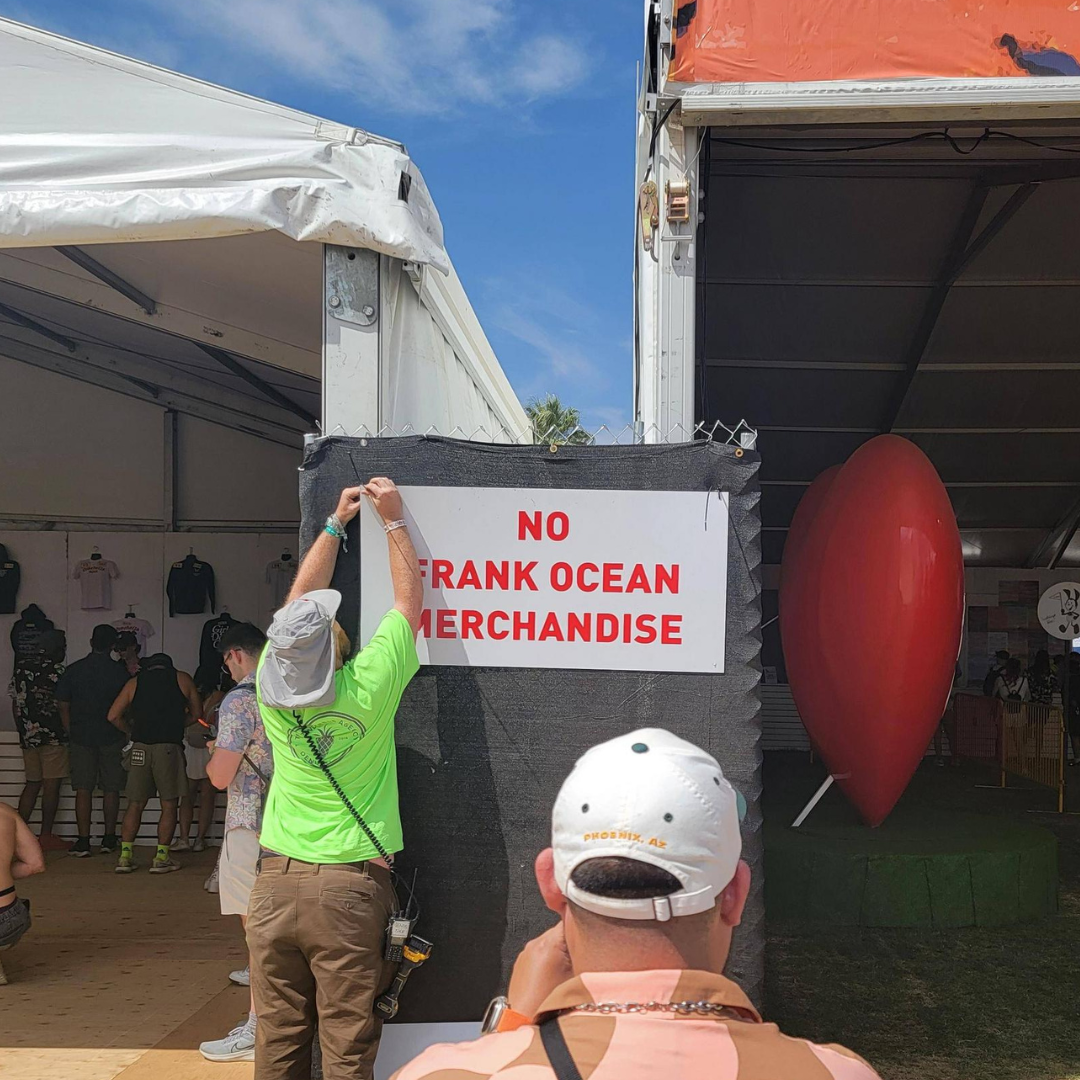 NO
FRANK OCEAN
MERCHANDISE
PHOENIX, AZ